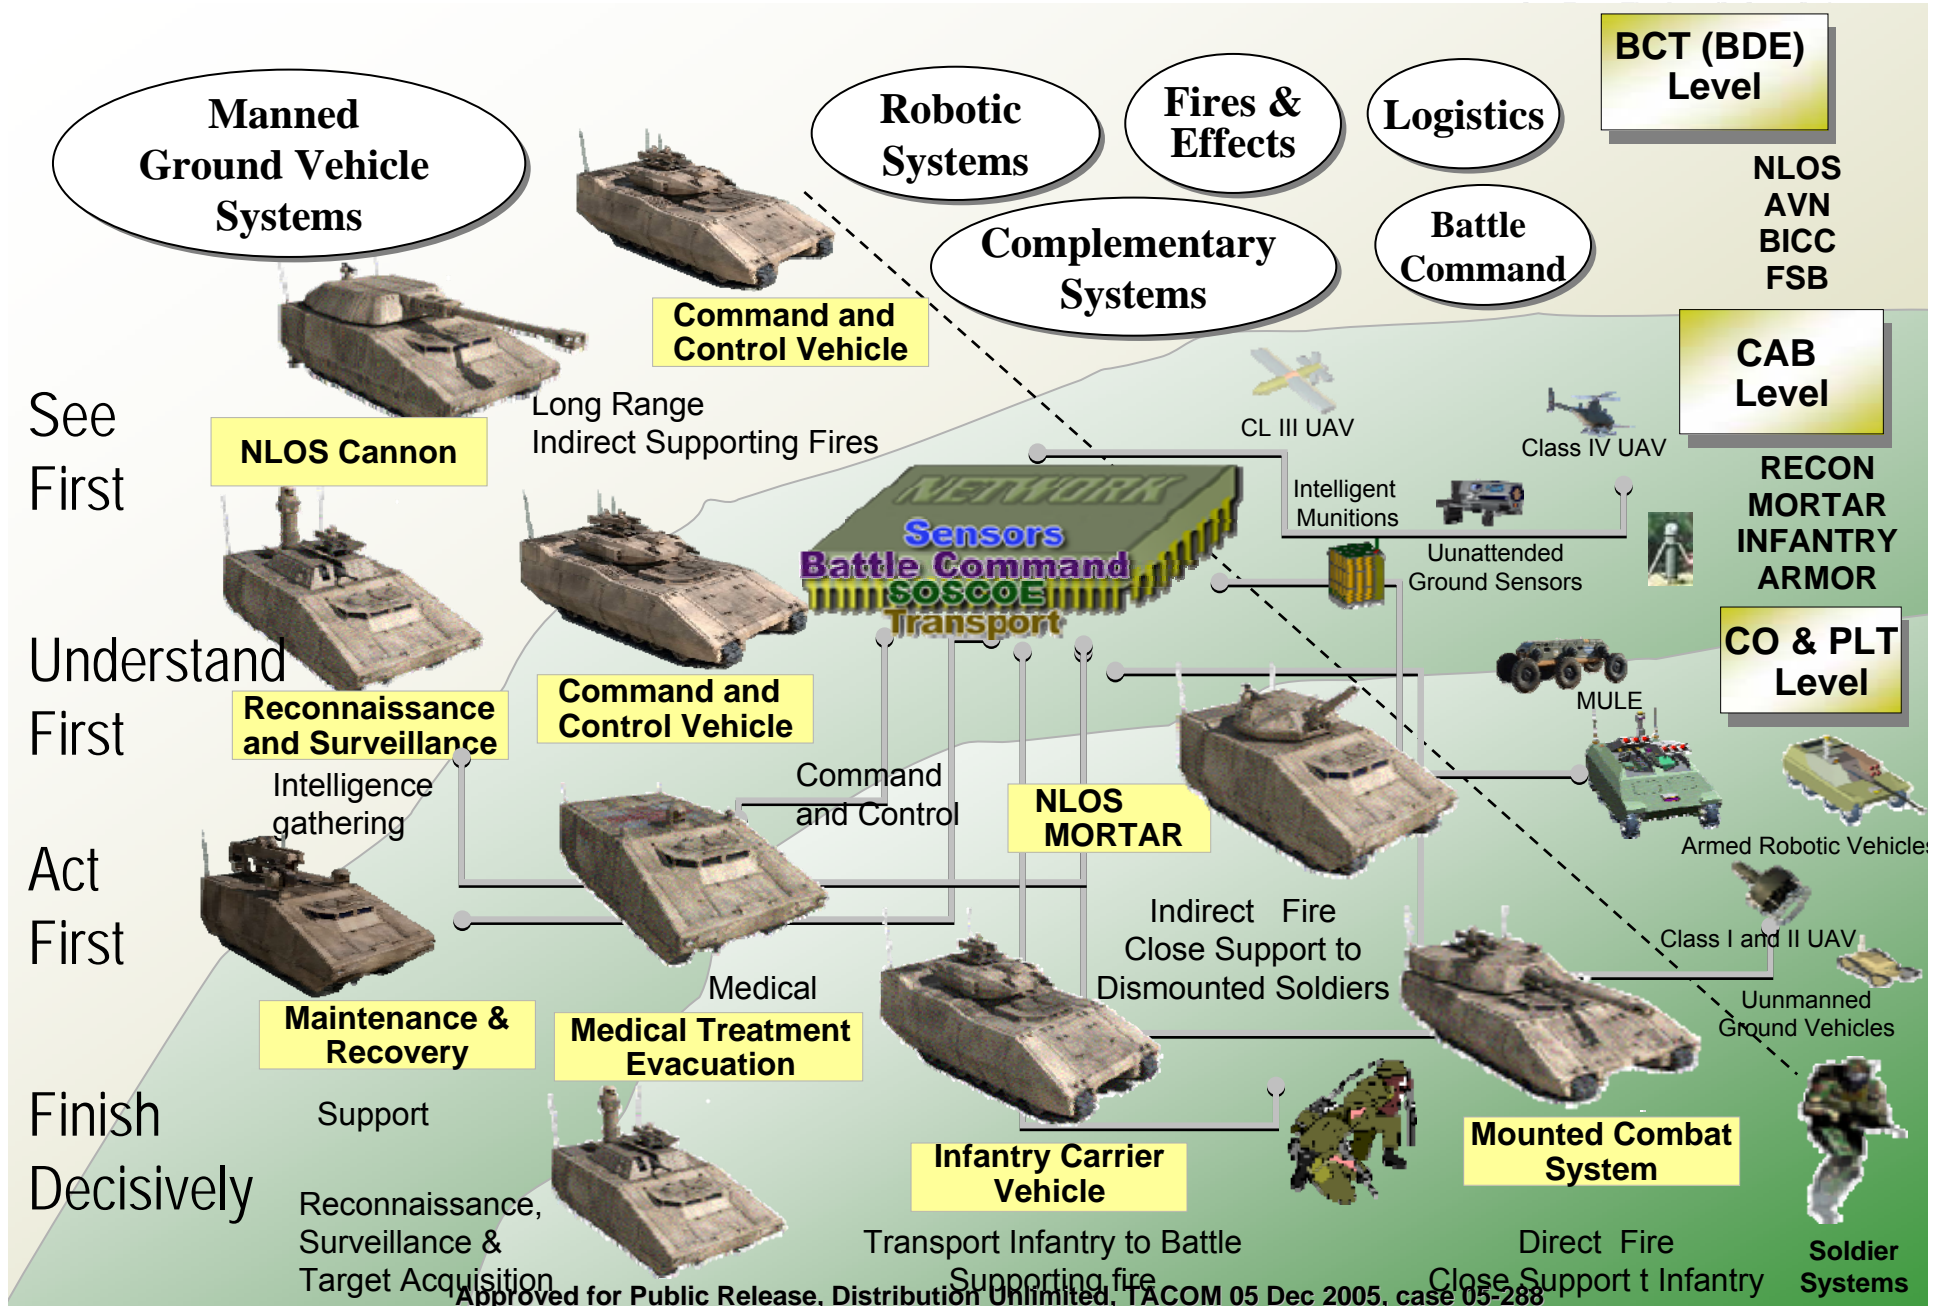 Manned
Ground Vehicle
Systems
Robotic
Systems
Fires &
Effects
Logistics
Complementary
Systems
Battle
Command
BCT (BDE)
Level
NLOS
AVN
BICC
FSB
Command and
Control Vehicle
CAB
Level
RECON
MORTAR
INFANTRY
ARMOR
See
First
NLOS Cannon
Long Range
Indirect Supporting Fires
CL III UAV
Class IV UAV
Intelligent
Munitions
Uunattended
Ground Sensors
NETWORK
Sensors
Battle Command
SOSCOE
Transport
CO & PLT
Level
Understand
First
Reconnaissance
and Surveillance
Intelligence
gathering
Command and
Control Vehicle
Command
and Control
NLOS
MORTAR
MULE
Armed Robotic Vehicles
Act
First
Indirect Fire
Close Support to
Dismounted Soldiers
Class I and II UAV
Uunmanned
Ground Vehicles
Maintenance &
Recovery
Support
Medical
Medical Treatment
Evacuation
Finish
Decisively
Reconnaissance,
Surveillance &
Target Acquisition
Infantry Carrier
Vehicle
Transport Infantry to Battle
Supporting fire
Mounted Combat
System
Direct Fire
Close Support t Infantry
Soldier
Systems
Approved for Public Release, Distribution Unlimited, TACOM 05 Dec 2005, case 05-288